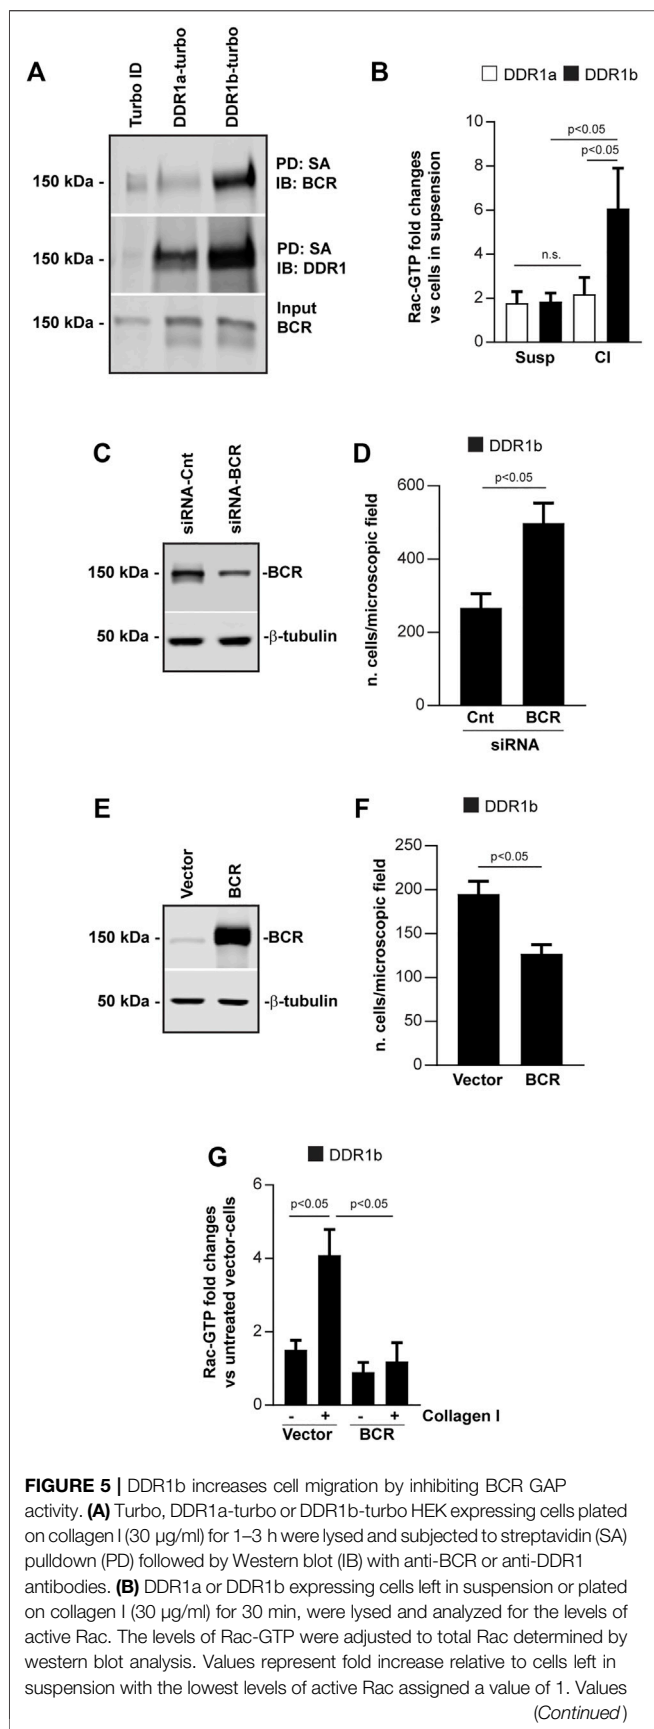 A
Turbo ID
DDR1a-turbo
DDR1b-turbo
150 kDa -
PD: SA
IB: BCR
150 kDa -
PD: SA
IB: DDR1
150 kDa -
Input
BCR
B
DDR1a DDR1b
Rac-GTP fold changes
vs cells in supsension
10
8
6
4
2
0
p<0.05
p<0.05
n.s.
Susp CI
C
siRNA-Cnt
siRNA-BCR
150 kDa -
-BCR
50 kDa -
-β-tubulin
D
DDR1b
n. cells/microscopic field
600
400
200
0
p<0.05
Cnt BCR
siRNA
E
Vector
BCR
150 kDa -
-BCR
50 kDa -
-β-tubulin
F
DDR1b
n. cells/microscopic field
250
200
150
100
50
0
p<0.05
Vector BCR
G
DDR1b
Rac-GTP fold changes
vs untreated vector-cells
6
4
2
0
p<0.05 p<0.05
- + - + Collagen I
Vector BCR
FIGURE 5 | DDR1b increases cell migration by inhibiting BCR GAP
activity. (A) Turbo, DDR1a-turbo or DDR1b-turbo HEK expressing cells plated
on collagen I (30 μg/ml) for 1–3 h were lysed and subjected to streptavidin (SA)
pulldown (PD) followed by Western blot (IB) with anti-BCR or anti-DDR1
antibodies. (B) DDR1a or DDR1b expressing cells left in suspension or plated
on collagen I (30 μg/ml) for 30 min, were lysed and analyzed for the levels of
active Rac. The levels of Rac-GTP were adjusted to total Rac determined by
western blot analysis. Values represent fold increase relative to cells left in
suspension with the lowest levels of active Rac assigned a value of 1. Values
(Continued)